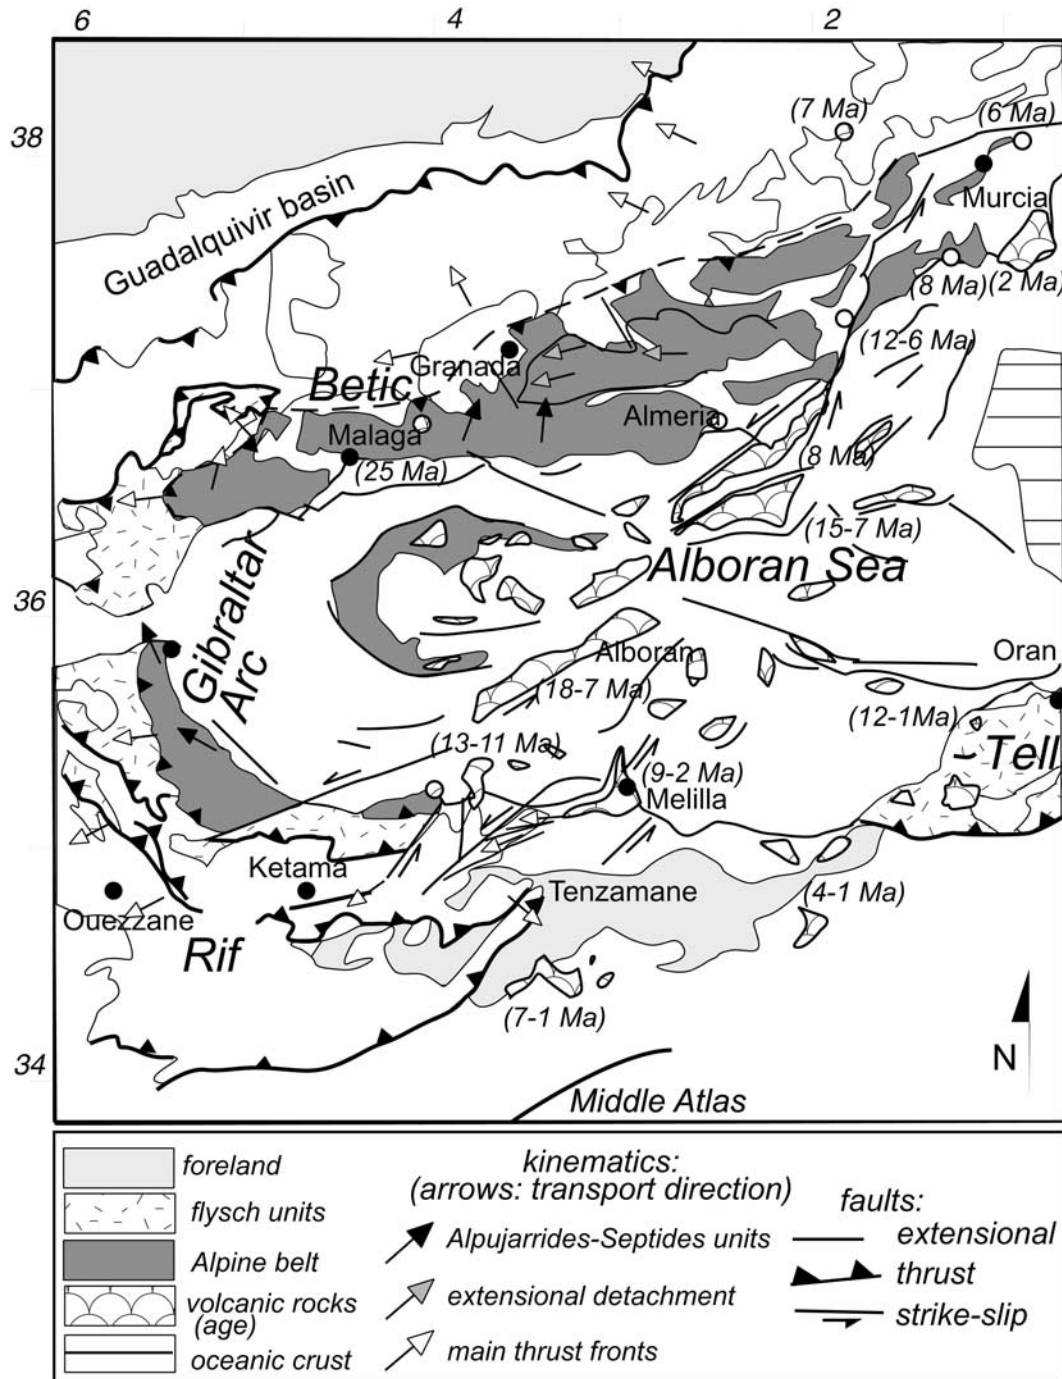 6 4 2
38
(7 Ma) (6 Ma)
Murcia
Guadalquivir basin
(8 Ma) (2 Ma)
(12-6 Ma)
Granada
Betic
Almeria
Malaga
(25 Ma)
(8 Ma)
(15-7 Ma)
Alboran Sea
36
Gibraltar
Arc
Alboran
Oran
(18-7 Ma)
(12-1Ma)
(13-11 Ma)
Tell
(9-2 Ma)
Melilla
Ketama
Tenzamane
(4-1 Ma)
Ouezzane
Rif
(7-1 Ma)
34
N
Middle Atlas
foreland
flysch units
Alpine belt
volcanic rocks
(age)
oceanic crust
kinematics:
(arrows: transport direction)
Alpujarrides-Septides units
extensional detachment
main thrust fronts
faults:
extensional
thrust
strike-slip